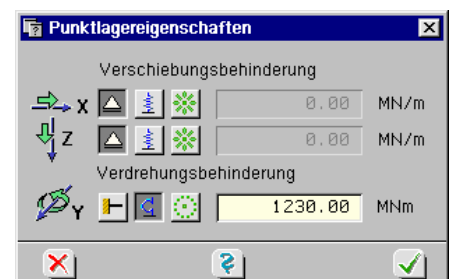 Punktlagereigenschaften
Verschiebungsbehinderung
X 0.00 MN/m
Z 0.00 MN/m
Verdrehungsbehinderung
Y 1230.00 MNm